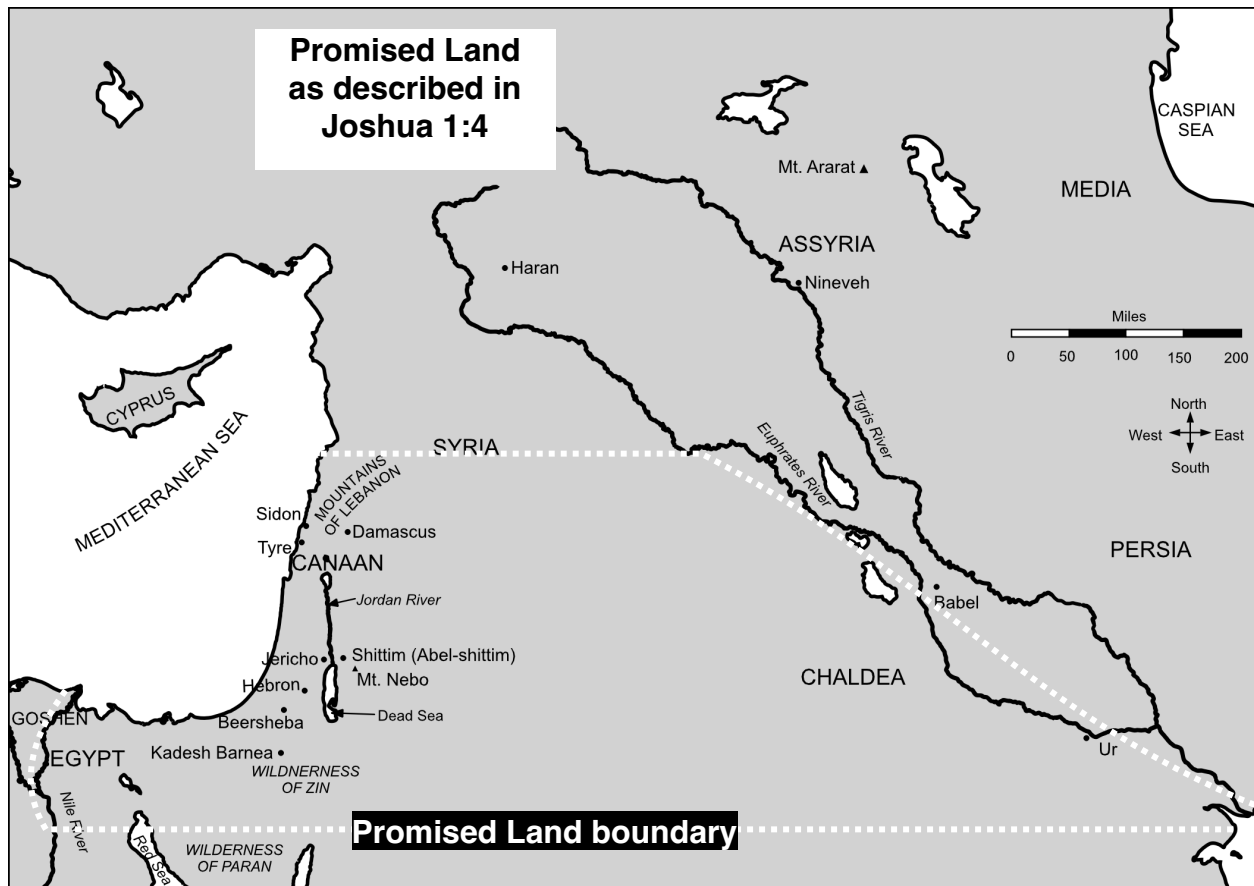 Promised Land
as described in
Joshua 1:4
CASPIAN
SEA
Mt. Ararat
MEDIA
ASSYRIA
Haran
Nineveh
Miles
0 50 100 150 200
CYPRUS
Tigris River
North
West East
South
MEDITERRANEAN SEA
SYRIA
Euphrates River
MOUNTAINS
OF LEBANON
Sidon
Damascus
Tyre
CANAAN
PERSIA
Jordan River
Babel
Jericho
Shittim (Abel-shittim)
Mt. Nebo
CHALDEA
Hebron
GOSHEN
Beersheba
Dead Sea
EGYPT
Kadesh Barnea
Ur
WILDNERNESS
OF ZIN
Nile River
Promised Land boundary
Red Sea
WILDERNESS
OF PARAN